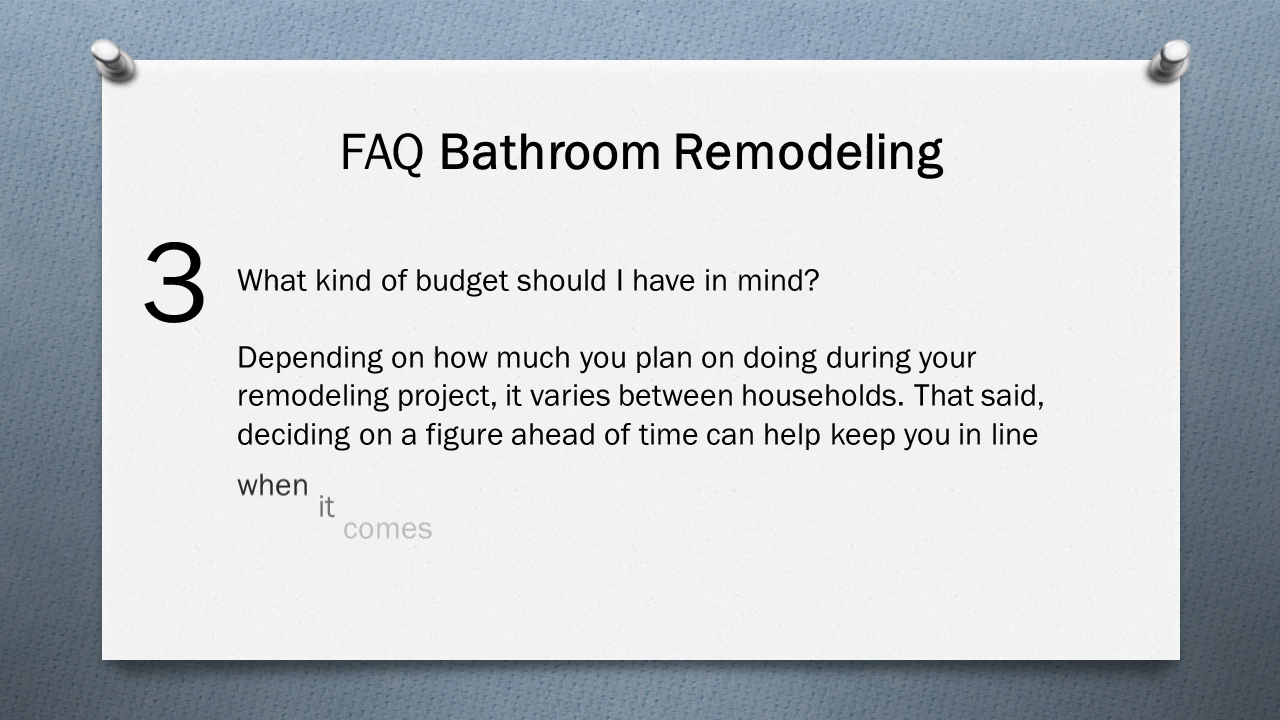 FAQ Bathroom Remodeling
3
What kind of budget should I have in mind?
Depending on how much you plan on doing during your
remodeling project, it varies between households. That said,
deciding on a figure ahead of time can help keep you in line
when it comes